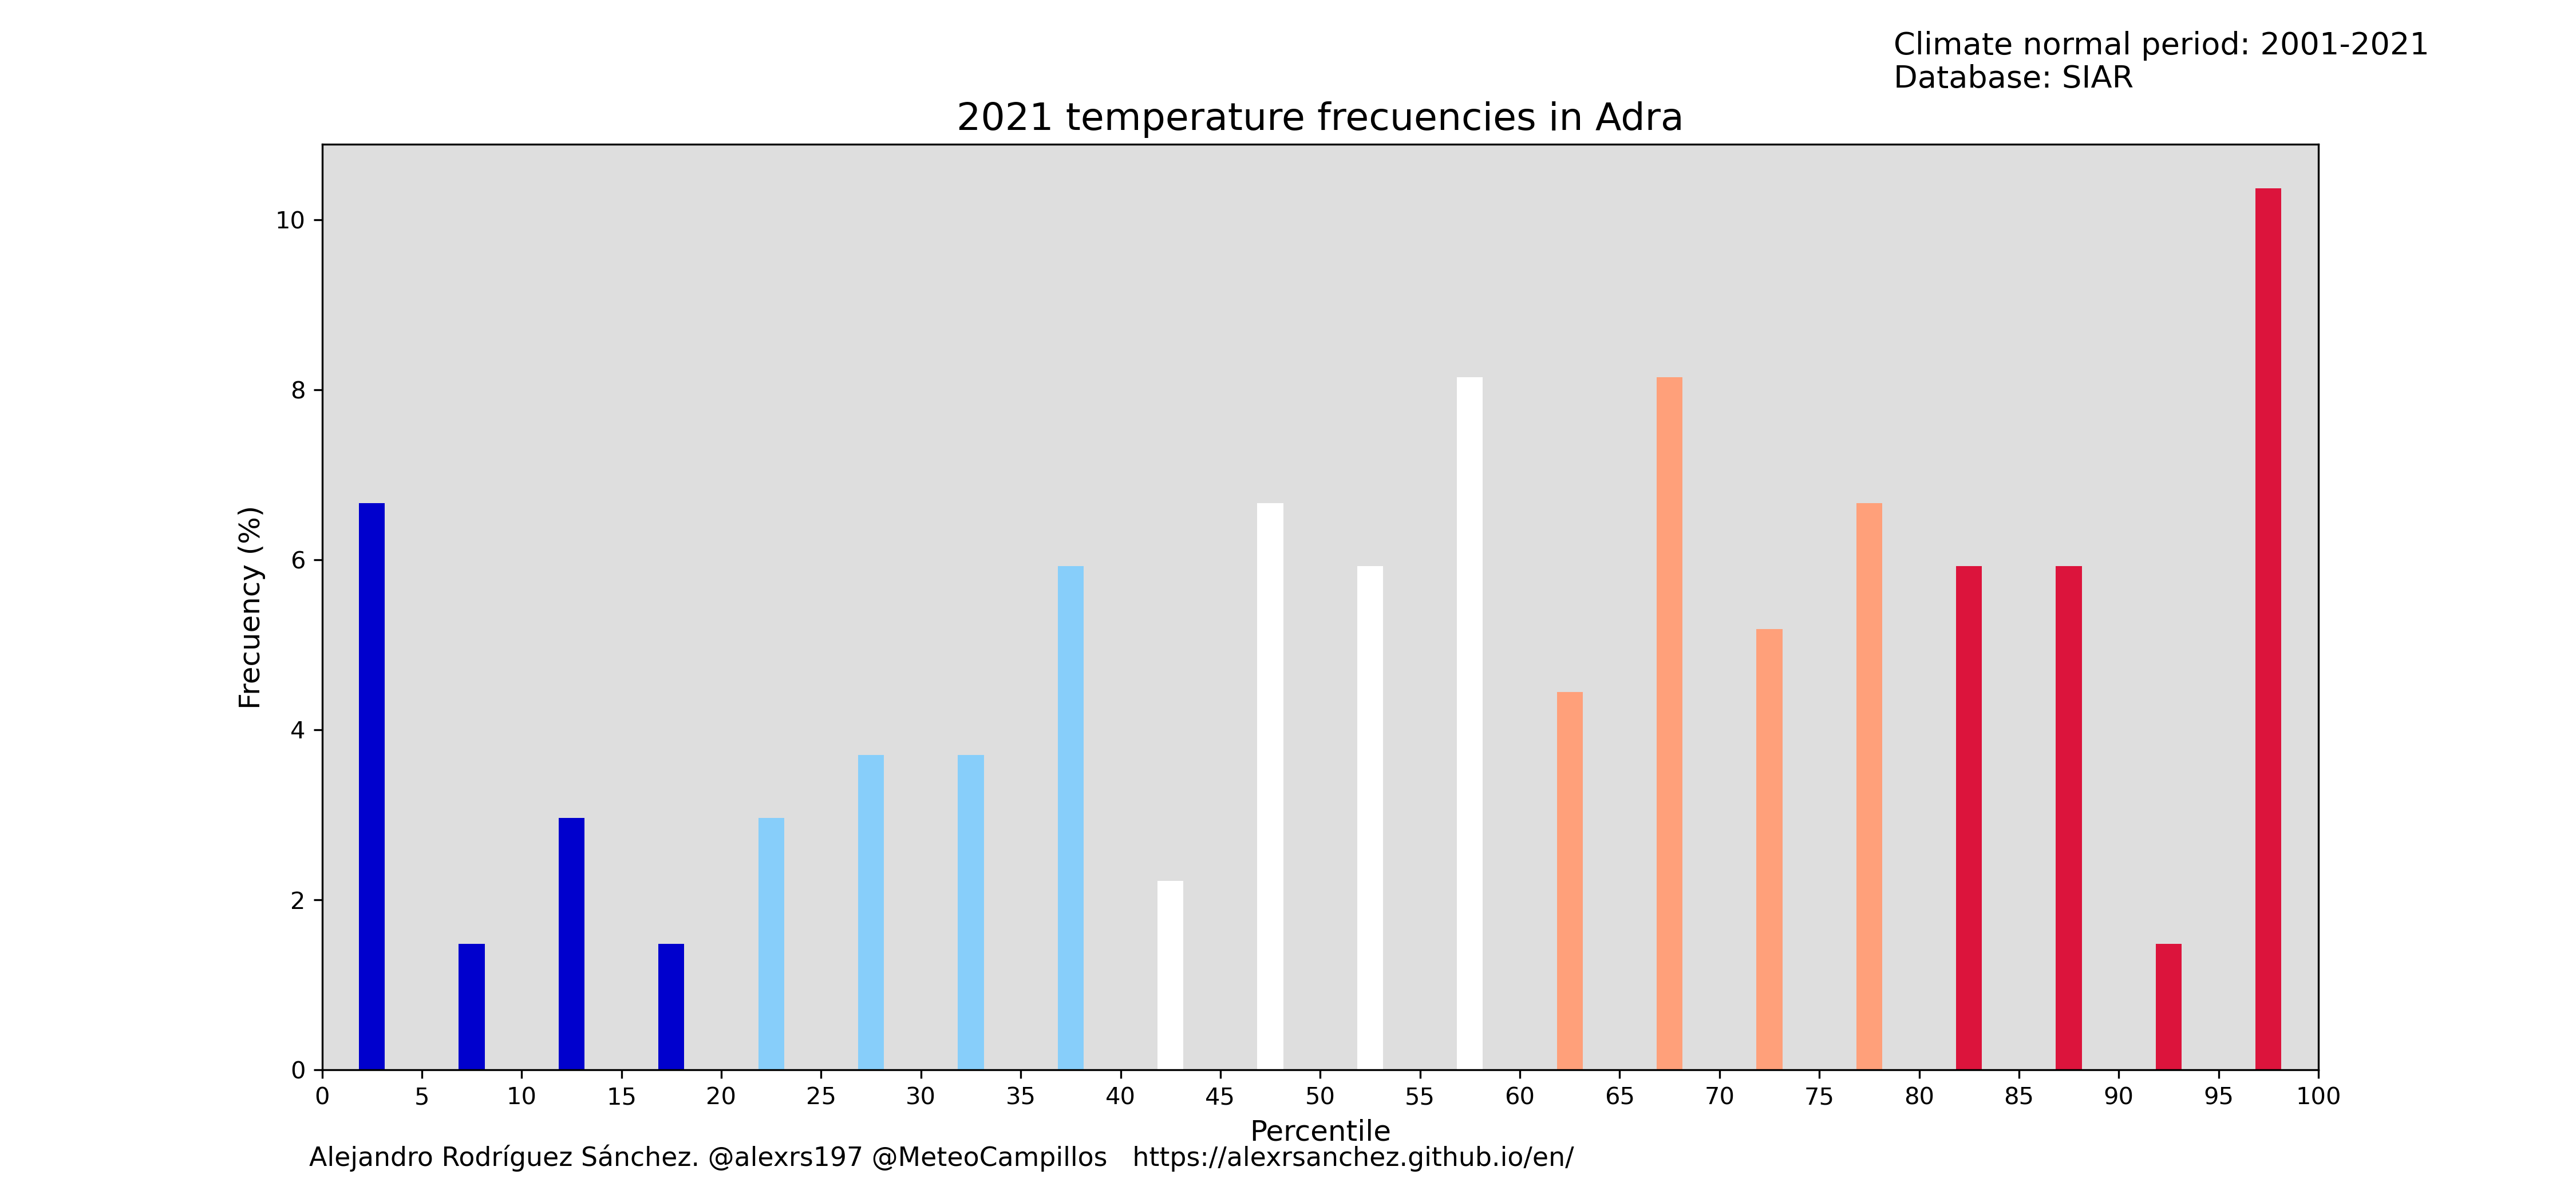 Climate normal period: 2001-2021
Database: SIAR
2021 temperature frecuencies in Adra
Frecuency (%)
10
8
6
4
2
0
0 5 10 15 20 25 30 35 40 45 50 55 60 65 70 75 80 85 90 95 100
Percentile
Alejandro Rodríguez Sánchez. @alexrs197 @MeteoCampillos https://alexrsanchez.github.io/en/